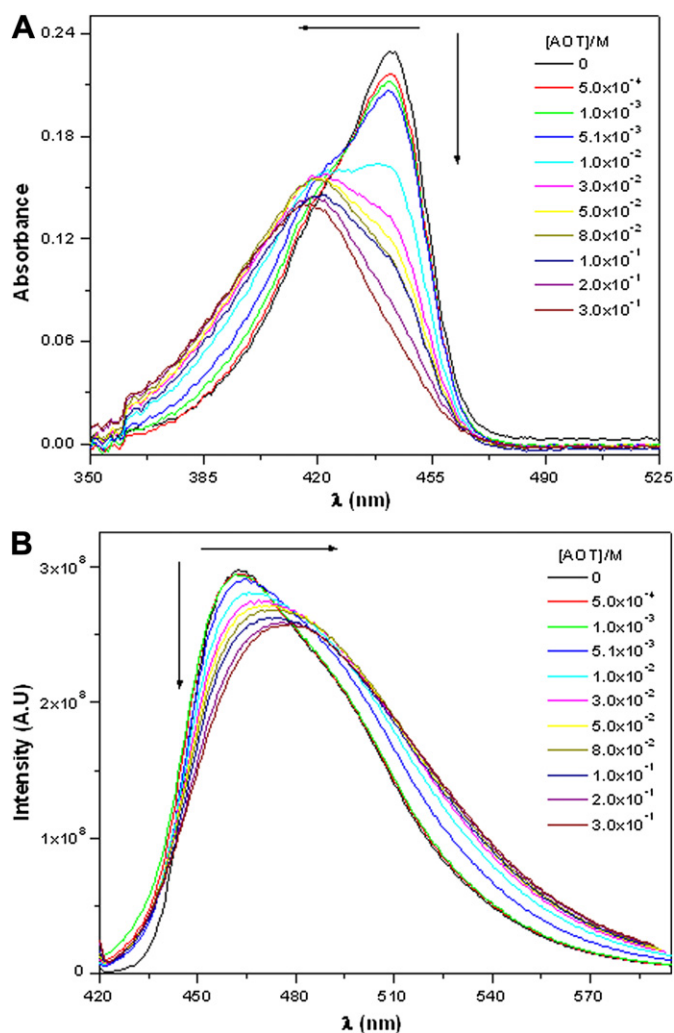 A
[AOT]/M
0
5.0x10⁻⁴
1.0x10⁻³
5.1x10⁻³
1.0x10⁻²
3.0x10⁻²
5.0x10⁻²
8.0x10⁻²
1.0x10⁻¹
2.0x10⁻¹
3.0x10⁻¹
Absorbance
0.24
0.18
0.12
0.06
0.00
350 385 420 455 490 525
λ (nm)
B
[AOT]/M
0
5.0x10⁻⁴
1.0x10⁻³
5.1x10⁻³
1.0x10⁻²
3.0x10⁻²
5.0x10⁻²
8.0x10⁻²
1.0x10⁻¹
2.0x10⁻¹
3.0x10⁻¹
Intensity (A.U)
3x10⁸
2x10⁸
1x10⁸
0
420 450 480 510 540 570
λ (nm)